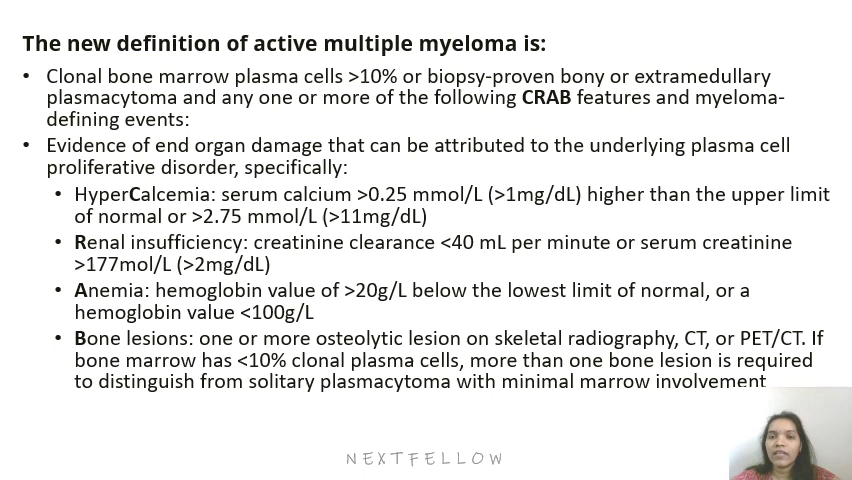 The new definition of active multiple myeloma is:
• Clonal bone marrow plasma cells >10% or biopsy-proven bony or extramedullary
plasmacytoma and any one or more of the following CRAB features and myeloma-
defining events:
• Evidence of end organ damage that can be attributed to the underlying plasma cell
proliferative disorder, specifically:
• HyperCalcemia: serum calcium >0.25 mmol/L (>1mg/dL) higher than the upper limit
of normal or >2.75 mmol/L (>11mg/dL)
• Renal insufficiency: creatinine clearance <40 mL per minute or serum creatinine
>177mol/L (>2mg/dL)
• Anemia: hemoglobin value of >20g/L below the lowest limit of normal, or a
hemoglobin value <100g/L
• Bone lesions: one or more osteolytic lesion on skeletal radiography, CT, or PET/CT. If
bone marrow has <10% clonal plasma cells, more than one bone lesion is required
to distinguish from solitary plasmacytoma with minimal marrow involvement
NEXTFELLOW